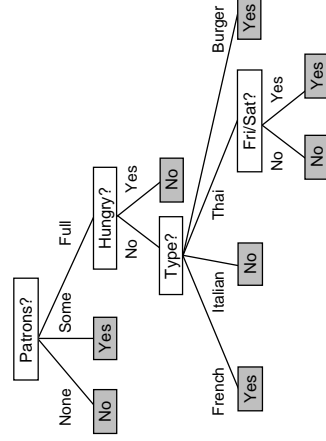 Patrons?
None
Some
Full
No
Yes
Hungry?
No
Yes
Type?
No
French
Italian
Thai
Burger
Yes
No
Fri/Sat?
Yes
No
Yes
No
Yes